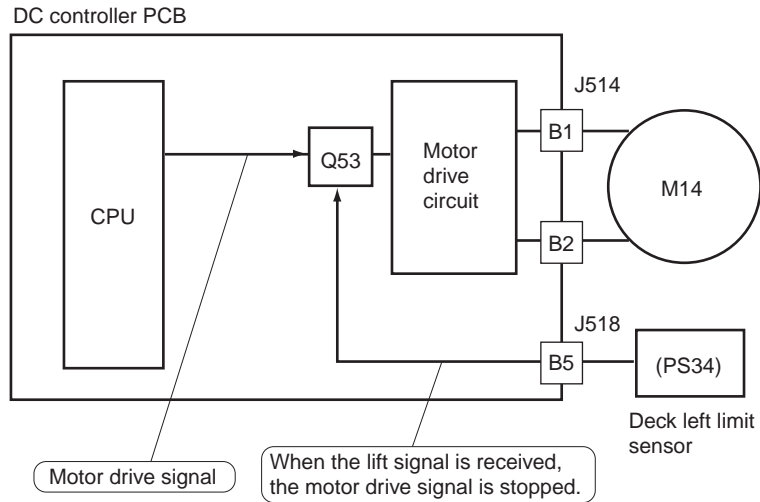 DC controller PCB
J514
B1
Q53
Motor
drive
circuit
M14
CPU
B2
J518
B5
(PS34)
Deck left limit
sensor
Motor drive signal
When the lift signal is received,
the motor drive signal is stopped.